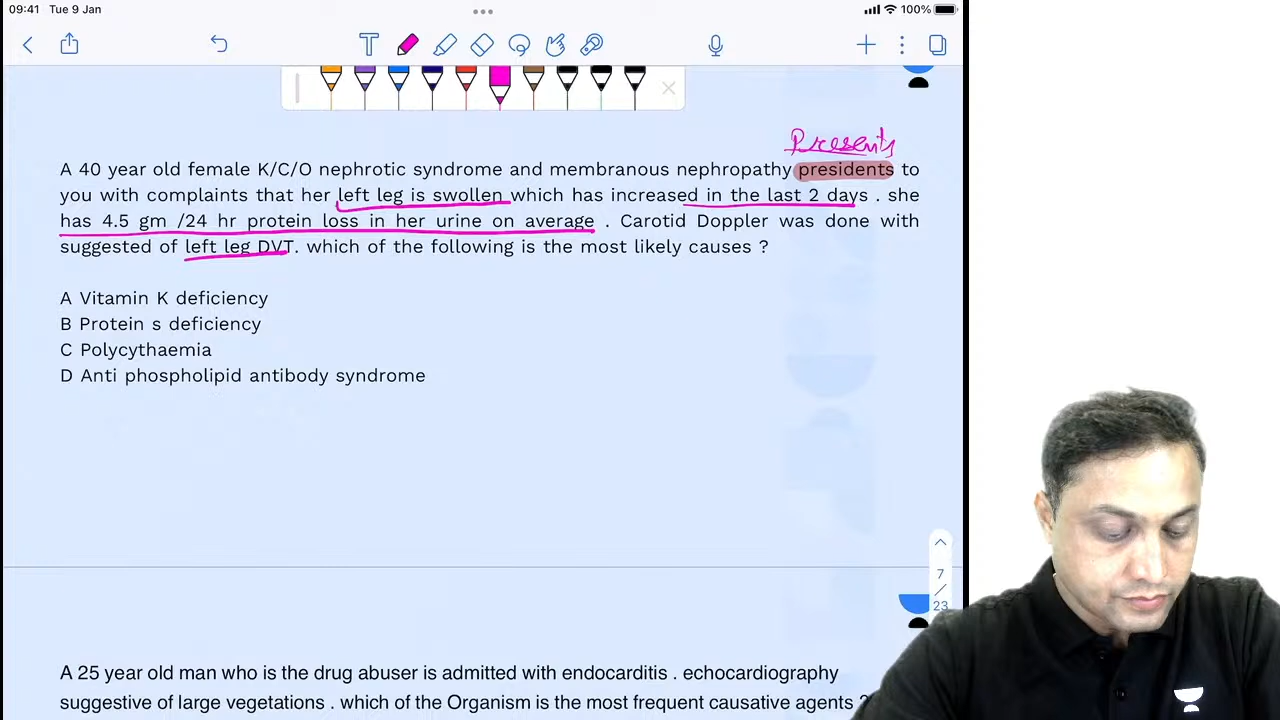 09:41 Tue 9 Jan
100%
T
Presents
A 40 year old female K/C/O nephrotic syndrome and membranous nephropathy presidents to
you with complaints that her left leg is swollen which has increased in the last 2 days . she
has 4.5 gm /24 hr protein loss in her urine on average . Carotid Doppler was done with
suggested of left leg DVT. which of the following is the most likely causes ?
A Vitamin K deficiency
B Protein s deficiency
C Polycythaemia
D Anti phospholipid antibody syndrome
7
/
23
A 25 year old man who is the drug abuser is admitted with endocarditis . echocardiography
suggestive of large vegetations . which of the Organism is the most frequent causative agents ?